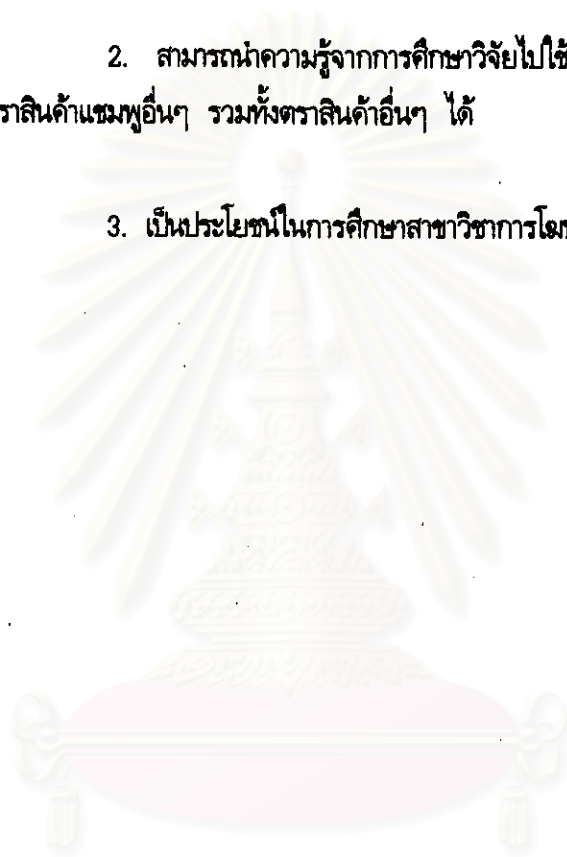 2. สามารถนำความรู้จากการศึกษาวิจัยไปใช้
ราสินค้าแชมพูอื่นๆ รวมทั้งตราสินค้าอื่นๆ ได้
3. เป็นประโยชน์ในการศึกษาสาขาวิชาการโฆษ